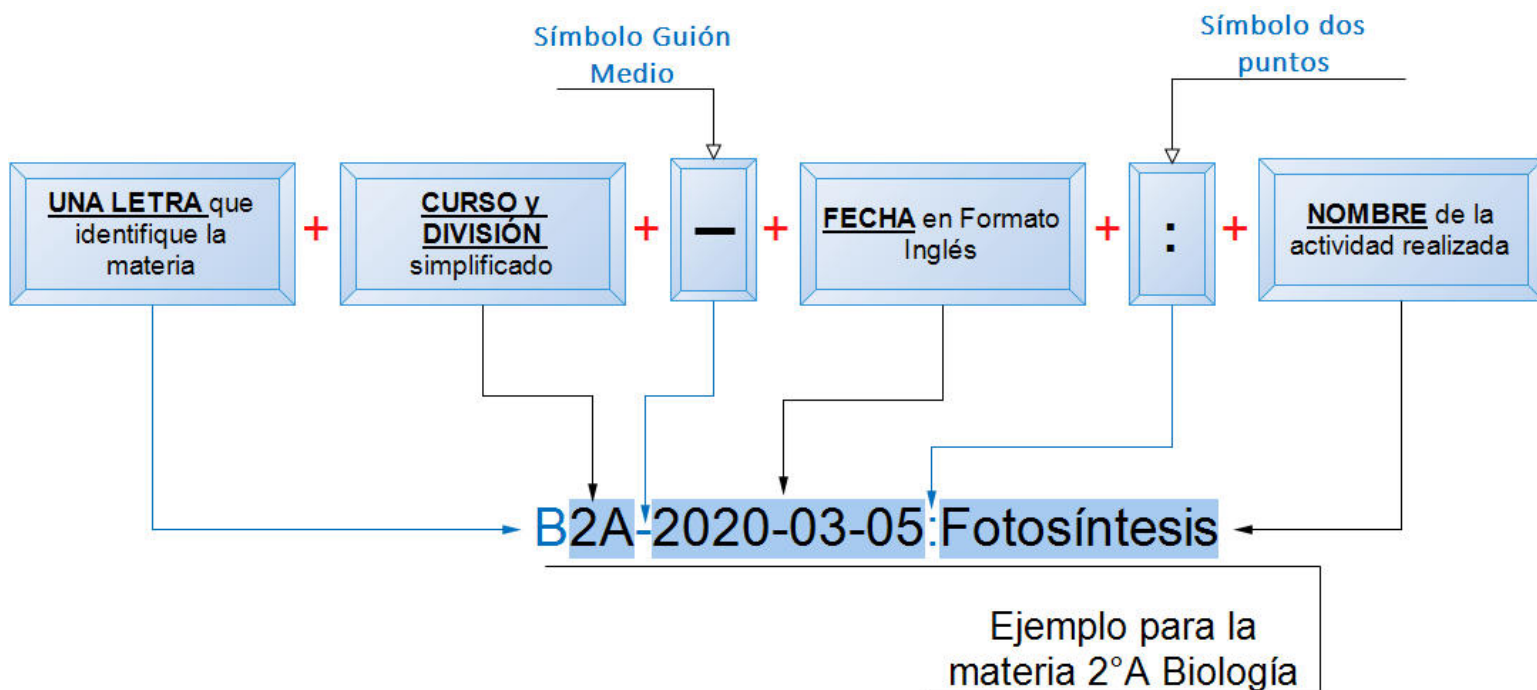 Símbolo Guión
Medio
Símbolo dos
puntos
UNA LETRA que
identifique la
materia
+
CURSO y
DIVISIÓN
simplificado
+
–
+
FECHA en Formato
Inglés
+
:
+
NOMBRE de la
actividad realizada
B2A-2020-03-05:Fotosíntesis
Ejemplo para la
materia 2°A Biología